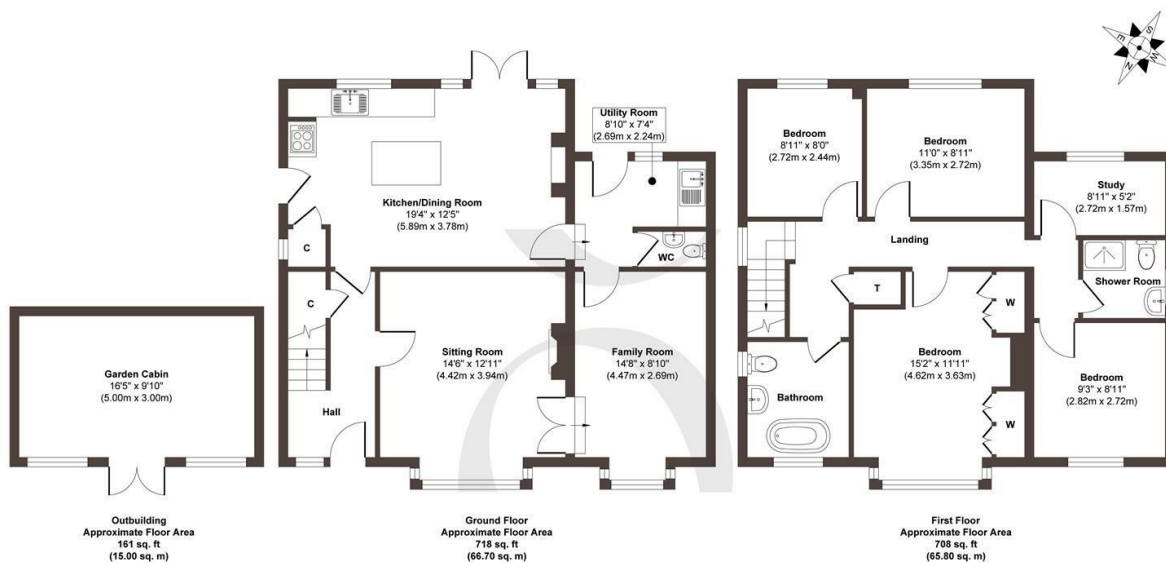 S
E
W
N
Utility Room
8'10" x 7'4"
(2.69m x 2.24m)
Kitchen/Dining Room
19'4" x 12'5"
(5.89m x 3.78m)
C
C
WC
Garden Cabin
16'5" x 9'10"
(5.00m x 3.00m)
Hall
Sitting Room
14'6" x 12'11"
(4.42m x 3.94m)
Family Room
14'8" x 8'10"
(4.47m x 2.69m)
Bedroom
8'11" x 8'0"
(2.72m x 2.44m)
Bedroom
11'0" x 8'11"
(3.35m x 2.72m)
Study
8'11" x 5'2"
(2.72m x 1.57m)
Landing
T
Shower Room
W
Bedroom
15'2" x 11'11"
(4.62m x 3.63m)
Bathroom
W
Bedroom
9'3" x 8'11"
(2.82m x 2.72m)
Outbuilding
Approximate Floor Area
161 sq. ft
(15.00 sq. m)
Ground Floor
Approximate Floor Area
718 sq. ft
(66.70 sq. m)
First Floor
Approximate Floor Area
708 sq. ft
(65.80 sq. m)